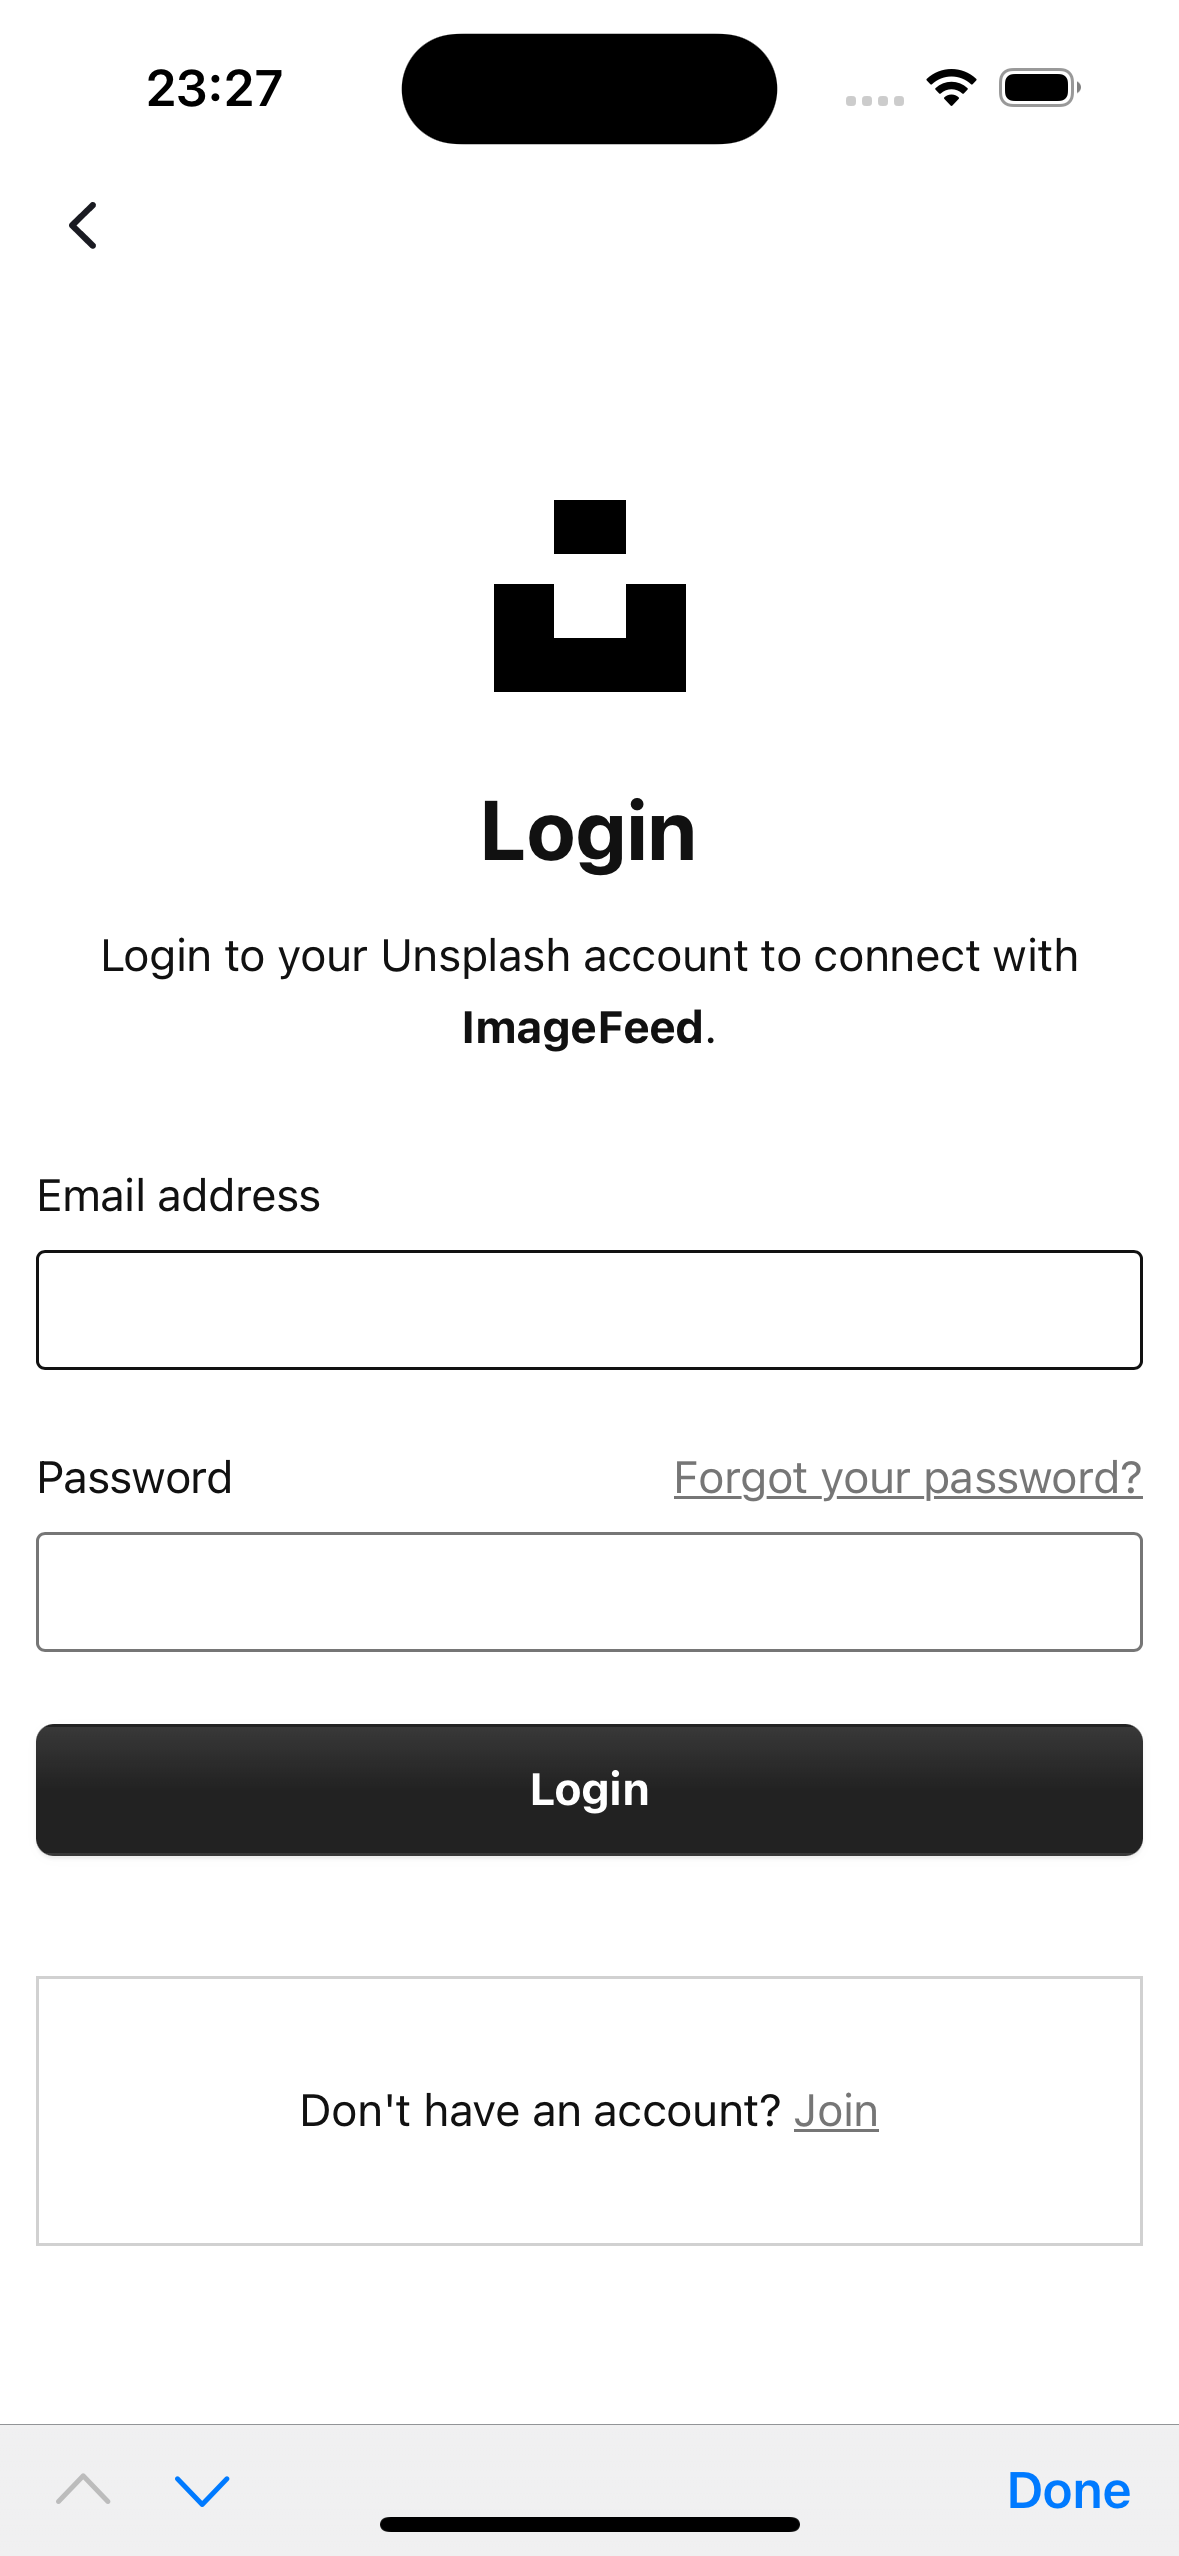 23:27
Login
Login to your Unsplash account to connect with
ImageFeed.
Email address
Password Forgot your password?
Login
Don't have an account? Join
Done